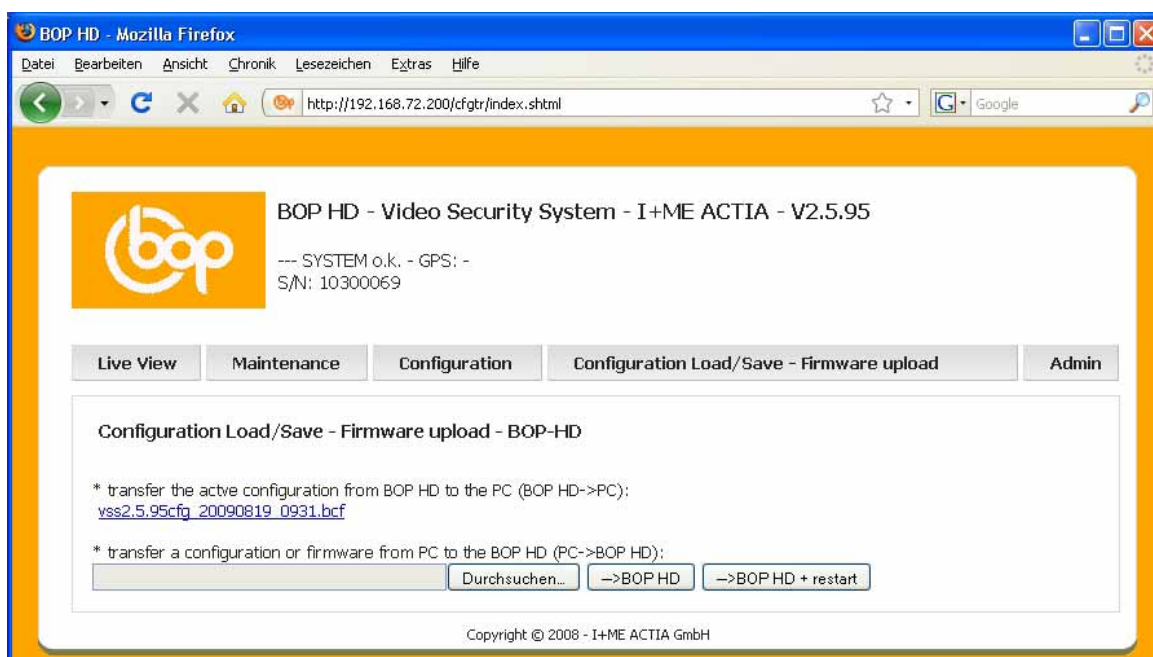 BOP HD - Mozilla Firefox
Datei Bearbeiten Ansicht Chronik Lesezeichen Extras Hilfe
http://192.168.72.200/cfgtr/index.shtml G Google
bop
BOP HD - Video Security System - I+ME ACTIA - V2.5.95
--- SYSTEM o.k. - GPS: -
S/N: 10300069
Live View Maintenance Configuration Configuration Load/Save - Firmware upload Admin
Configuration Load/Save - Firmware upload - BOP-HD
* transfer the actve configuration from BOP HD to the PC (BOP HD->PC):
vss2.5.95cfg_20090819_0931.bcf
* transfer a configuration or firmware from PC to the BOP HD (PC->BOP HD):
Durchsuchen... -->BOP HD -->BOP HD + restart
Copyright © 2008 - I+ME ACTIA GmbH